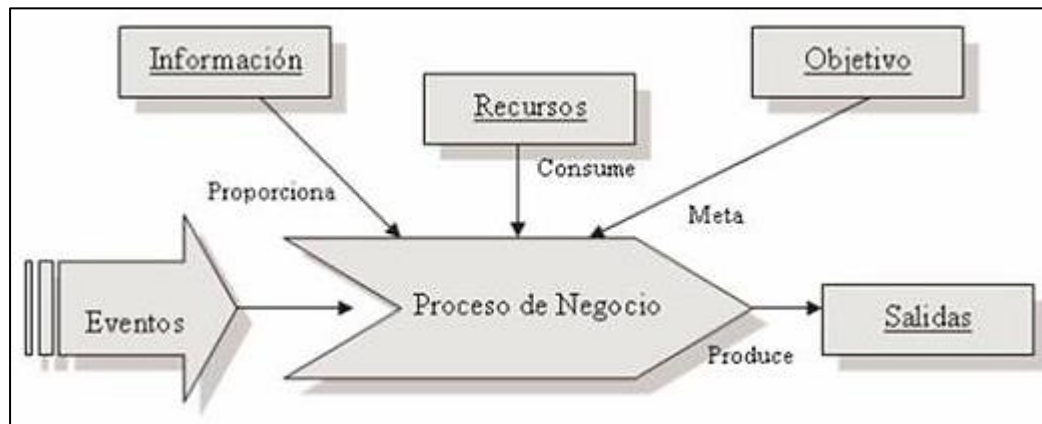 Información
Objetivo
Recursos
Consume
Proporciona
Meta
Eventos
Proceso de Negocio
Salidas
Produce